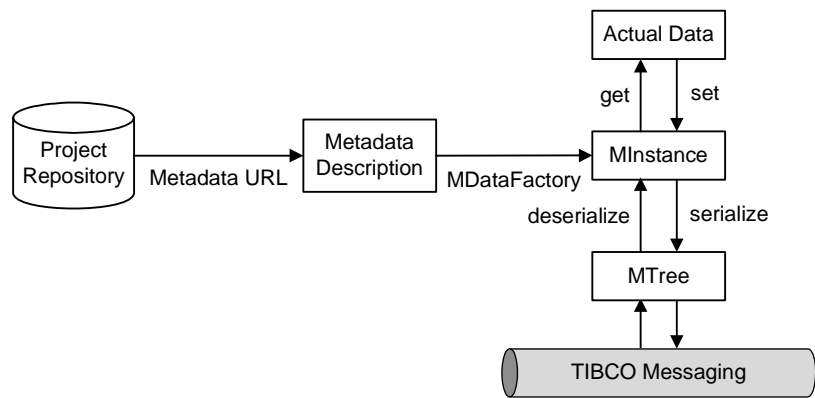 Actual Data
get
set
Project
Repository
Metadata URL
Metadata
Description
MDataFactory
MInstance
deserialize
serialize
MTree
TIBCO Messaging